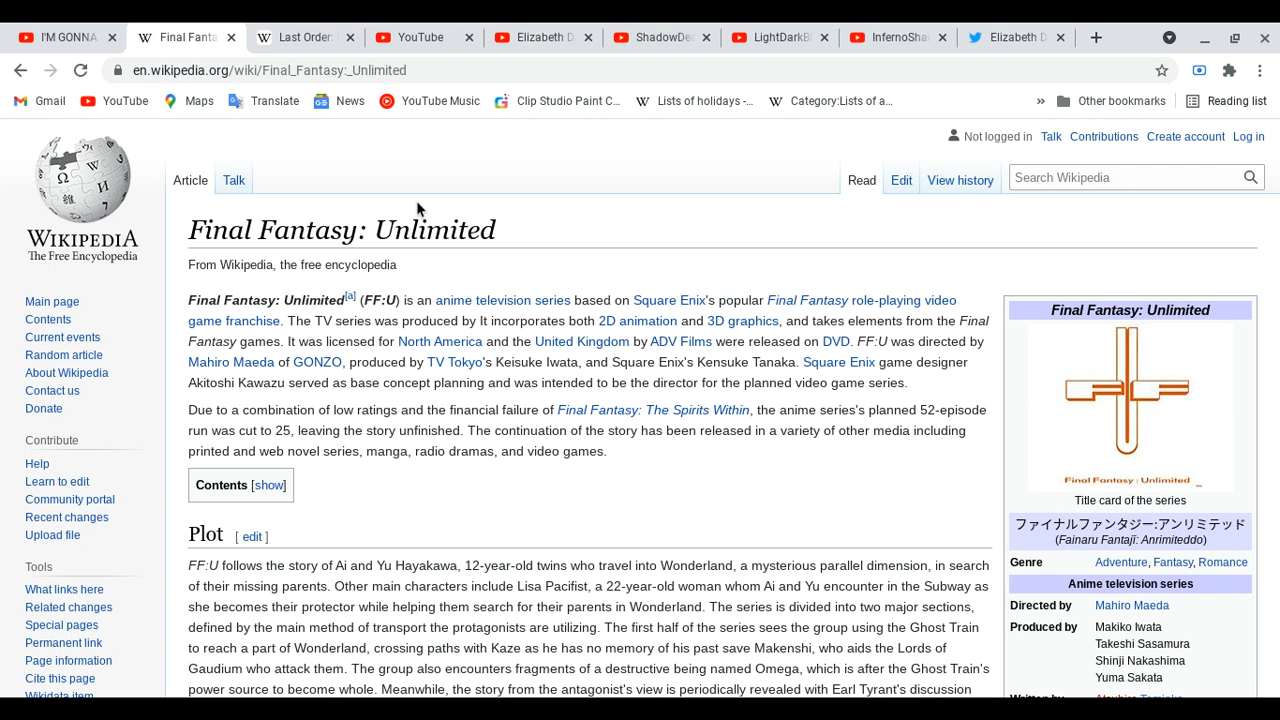 I'M GONNA
Final Fanta
Last Order:
YouTube
Elizabeth D
ShadowDea
LightDarkB
InfernoSha
Elizabeth D
en.wikipedia.org/wiki/Final_Fantasy:_Unlimited
Gmail YouTube Maps Translate News YouTube Music Clip Studio Paint C... Lists of holidays -... Category:Lists of a... » Other bookmarks Reading list
Not logged in Talk Contributions Create account Log in
Article Talk Read Edit View history Search Wikipedia
WIKIPEDIA
The Free Encyclopedia
Main page
Contents
Current events
Random article
About Wikipedia
Contact us
Donate
Contribute
Help
Learn to edit
Community portal
Recent changes
Upload file
Tools
What links here
Related changes
Special pages
Permanent link
Page information
Cite this page
Wikidata item
Final Fantasy: Unlimited
From Wikipedia, the free encyclopedia
Final Fantasy: Unlimited[a] (FF:U) is an anime television series based on Square Enix's popular Final Fantasy role-playing video
game franchise. The TV series was produced by It incorporates both 2D animation and 3D graphics, and takes elements from the Final
Fantasy games. It was licensed for North America and the United Kingdom by ADV Films were released on DVD. FF:U was directed by
Mahiro Maeda of GONZO, produced by TV Tokyo's Keisuke Iwata, and Square Enix's Kensuke Tanaka. Square Enix game designer
Akitoshi Kawazu served as base concept planning and was intended to be the director for the planned video game series.
Due to a combination of low ratings and the financial failure of Final Fantasy: The Spirits Within, the anime series's planned 52-episode
run was cut to 25, leaving the story unfinished. The continuation of the story has been released in a variety of other media including
printed and web novel series, manga, radio dramas, and video games.
Contents [show]
Plot [ edit ]
FF:U follows the story of Ai and Yu Hayakawa, 12-year-old twins who travel into Wonderland, a mysterious parallel dimension, in search
of their missing parents. Other main characters include Lisa Pacifist, a 22-year-old woman whom Ai and Yu encounter in the Subway as
she becomes their protector while helping them search for their parents in Wonderland. The series is divided into two major sections,
defined by the main method of transport the protagonists are utilizing. The first half of the series sees the group using the Ghost Train
to reach a part of Wonderland, crossing paths with Kaze as he has no memory of his past save Makenshi, who aids the Lords of
Gaudium who attack them. The group also encounters fragments of a destructive being named Omega, which is after the Ghost Train's
power source to become whole. Meanwhile, the story from the antagonist's view is periodically revealed with Earl Tyrant's discussion
Final Fantasy: Unlimited
Final Fantasy : Unlimited
Title card of the series
ファイナルファンタジー:アンリミテッド
(Fainaru Fantajī: Anrimiteddo)
Genre Adventure, Fantasy, Romance
Anime television series
Directed by Mahiro Maeda
Produced by Makiko Iwata
Takeshi Sasamura
Shinji Nakashima
Yuma Sakata